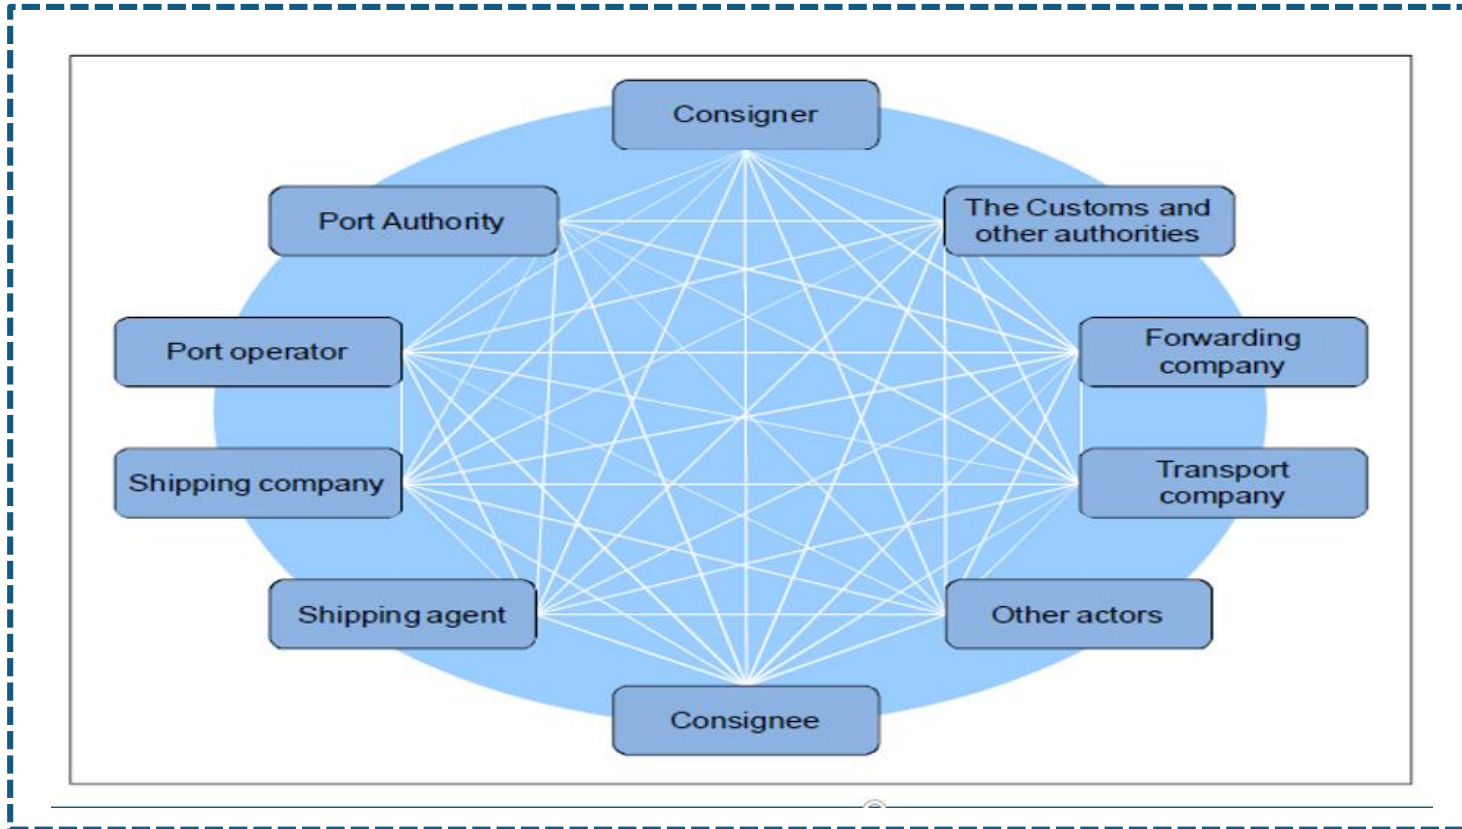 Consigner
Port Authority
The Customs and
other authorities
Port operator
Forwarding
company
Shipping company
Transport
company
Shipping agent
Other actors
Consignee